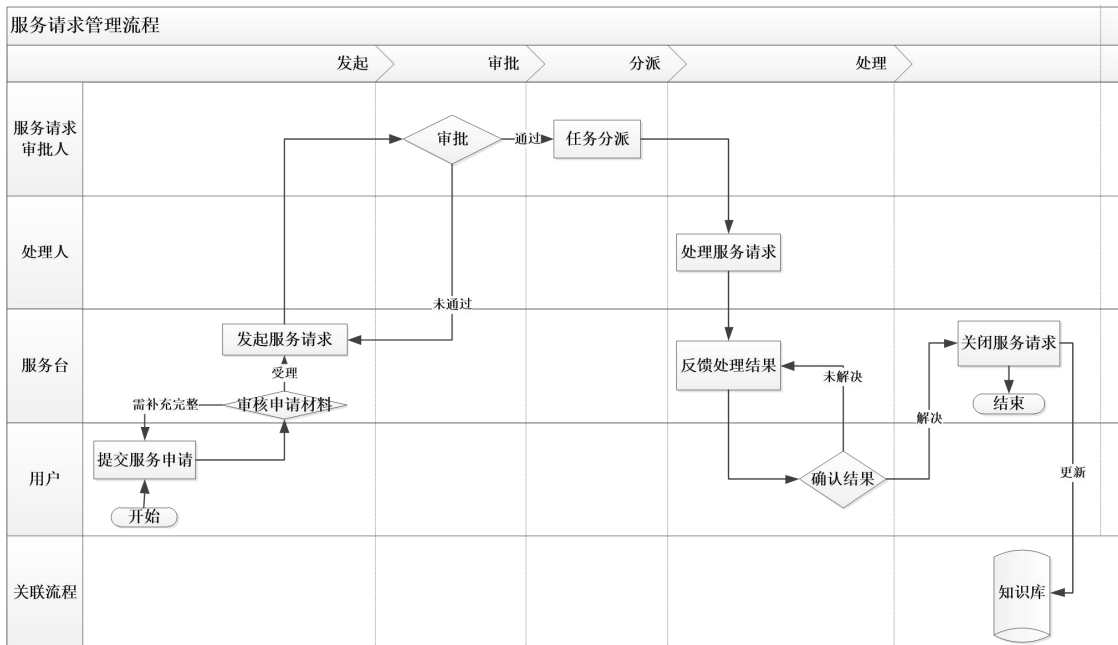 服务请求管理流程
发起
审批
分派
处理
服务请求
审批人
审批
通过
任务分派
处理人
处理服务请求
未通过
服务台
发起服务请求
受理
需补充完整
审核申请材料
反馈处理结果
未解决
关闭服务请求
结束
解决
用户
提交服务申请
开始
确认结果
更新
关联流程
知识库